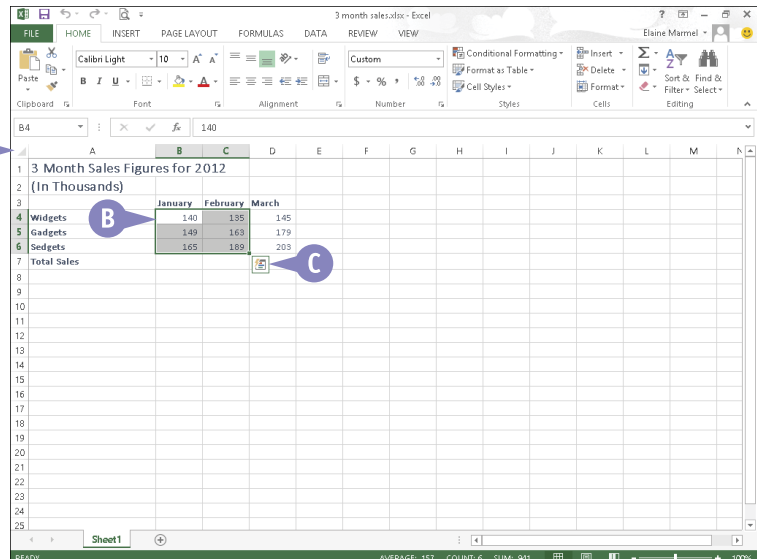 3 month sales.xlsx - Excel
FILE HOME INSERT PAGE LAYOUT FORMULAS DATA REVIEW VIEW Elaine Marmel
Calibri Light 10 A A Custom Conditional Formatting Insert Σ A Z
Paste B I U A $ % , Format as Table Delete Sort & Find &
Cell Styles Format Filter Select
Clipboard Font Alignment Number Styles Cells Editing
B4 fx 140
A B C D E F G H I J K L M N
1 3 Month Sales Figures for 2012
2 (In Thousands)
3 January February March
4 Widgets 140 135 145
5 Gadgets 149 163 179
6 Sedgets 165 189 203
7 Total Sales
B
C
8
9
10
11
12
13
14
15
16
17
18
19
20
21
22
23
24
25
Sheet1
READY AVERAGE: 157 COUNT: 6 SUM: 941 100%